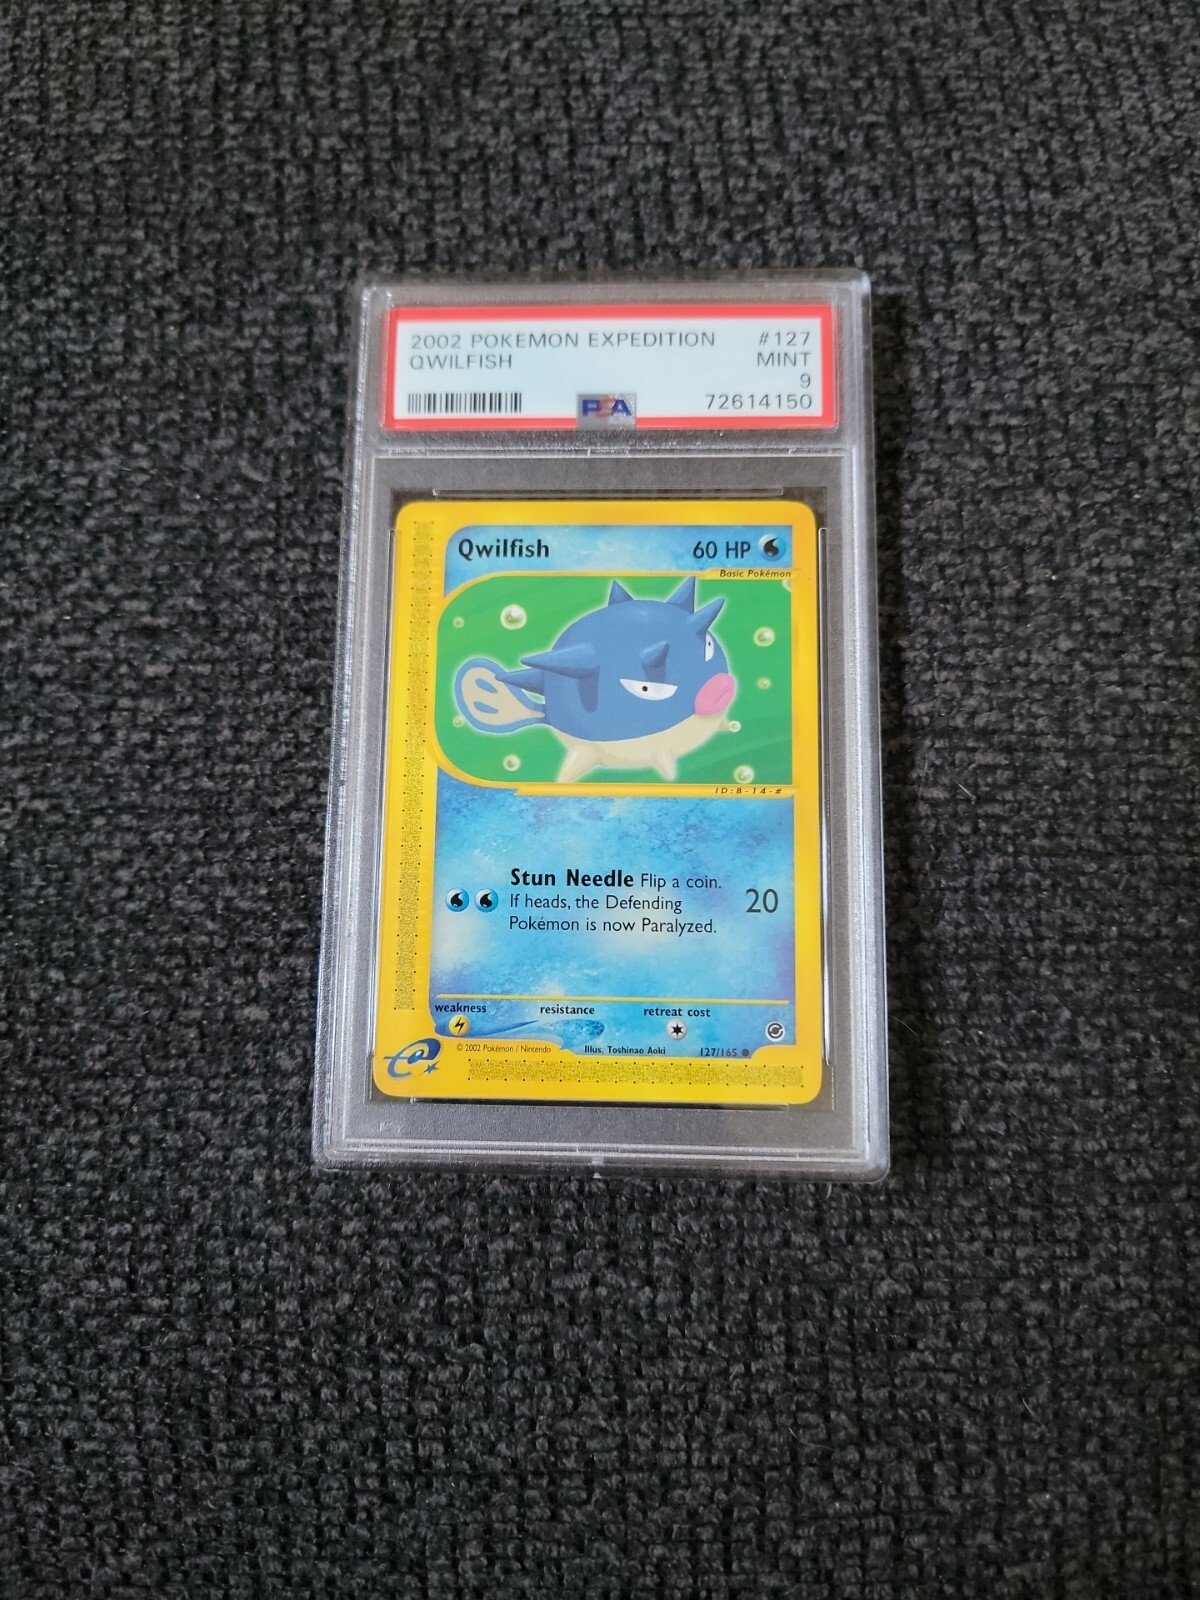 2002 POKEMON EXPEDITION #127
QWILFISH MINT
9
PSA 72614150
Qwilfish 60 HP
Basic Pokémon
ID:B-14-#
Stun Needle Flip a coin.
If heads, the Defending
Pokémon is now Paralyzed.
20
weakness resistance retreat cost
© 2002 Pokémon / Nintendo Illus. Toshinao Aoki 127/165
e